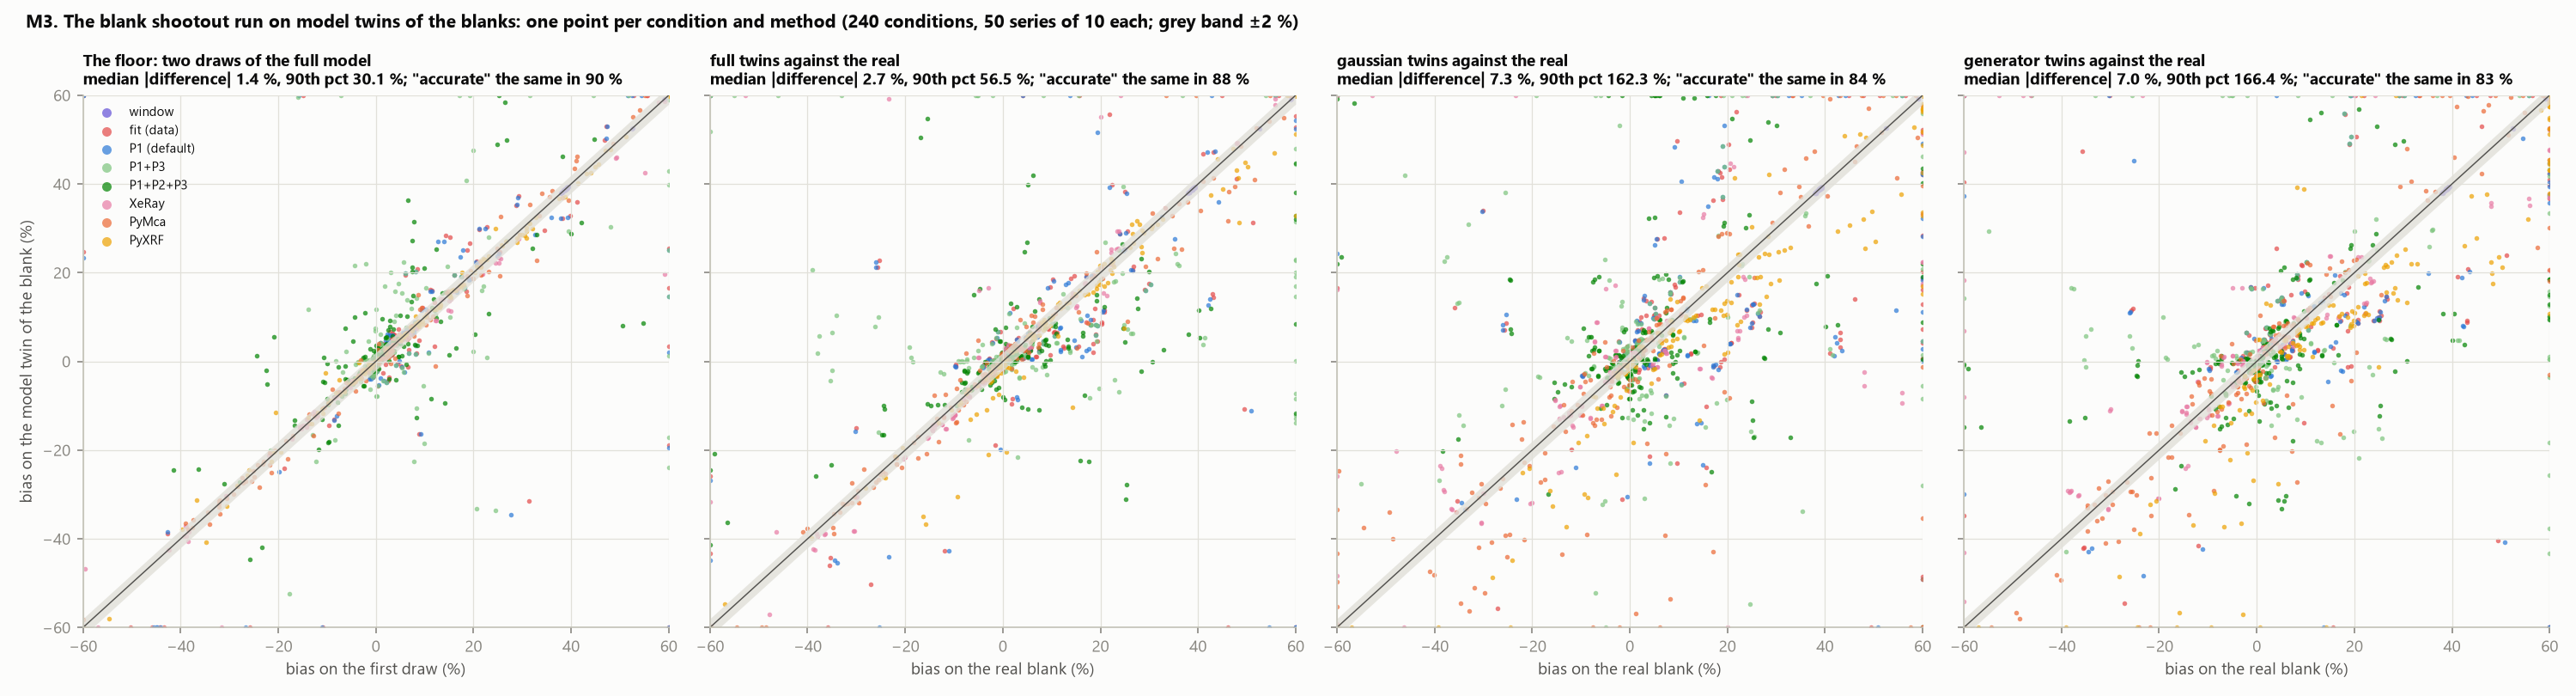 M3. The blank shootout run on model twins of the blanks: one point per condition and method (240 conditions, 50 series of 10 each; grey band ±2 %)
The floor: two draws of the full model
median |difference| 1.4 %, 90th pct 30.1 %; "accurate" the same in 90 %
full twins against the real
median |difference| 2.7 %, 90th pct 56.5 %; "accurate" the same in 88 %
gaussian twins against the real
median |difference| 7.3 %, 90th pct 162.3 %; "accurate" the same in 84 %
generator twins against the real
median |difference| 7.0 %, 90th pct 166.4 %; "accurate" the same in 83 %
bias on the model twin of the blank (%)
60
40
20
0
−20
−40
−60
window
fit (data)
P1 (default)
P1+P3
P1+P2+P3
XeRay
PyMca
PyXRF
−60 −40 −20 0 20 40 60
bias on the first draw (%)
−60 −40 −20 0 20 40 60
bias on the real blank (%)
−60 −40 −20 0 20 40 60
bias on the real blank (%)
−60 −40 −20 0 20 40 60
bias on the real blank (%)